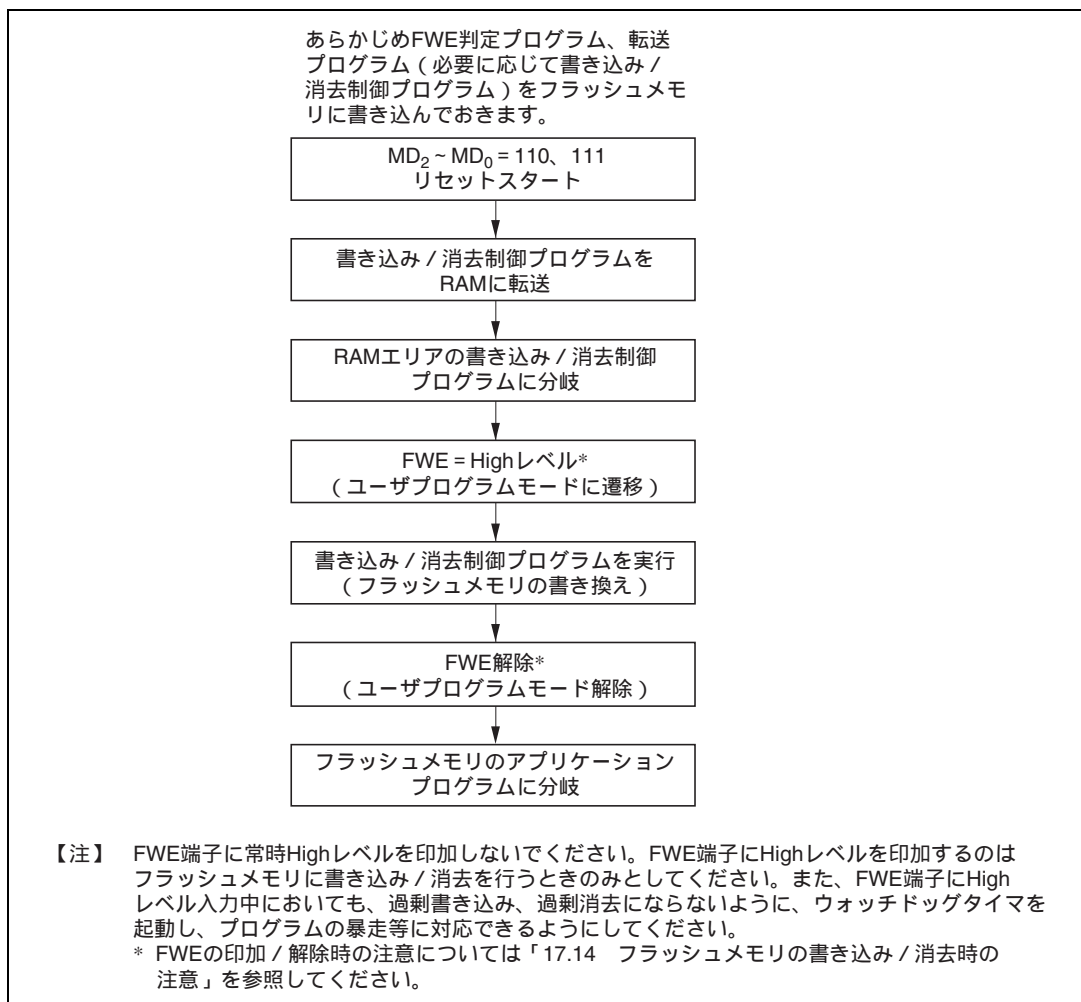 あらかじめFWE判定プログラム、転送
プログラム（必要に応じて書き込み / 
消去制御プログラム）をフラッシュメモ
リに書き込んでおきます。
MD2 ~ MD0 = 110、111
リセットスタート
書き込み / 消去制御プログラムを
RAMに転送
RAMエリアの書き込み / 消去制御
プログラムに分岐
FWE = Highレベル*
（ユーザプログラムモードに遷移）
書き込み / 消去制御プログラムを実行
（フラッシュメモリの書き換え）
FWE解除*
（ユーザプログラムモード解除）
フラッシュメモリのアプリケーション
プログラムに分岐
【注】 FWE端子に常時Highレベルを印加しないでください。FWE端子にHighレベルを印加するのは
フラッシュメモリに書き込み / 消去を行うときのみとしてください。また、FWE端子にHigh
レベル入力中においても、過剰書き込み、過剰消去にならないように、ウォッチドッグタイマを
起動し、プログラムの暴走等に対応できるようにしてください。
* FWEの印加 / 解除時の注意については「17.14 フラッシュメモリの書き込み / 消去時の
注意」を参照してください。